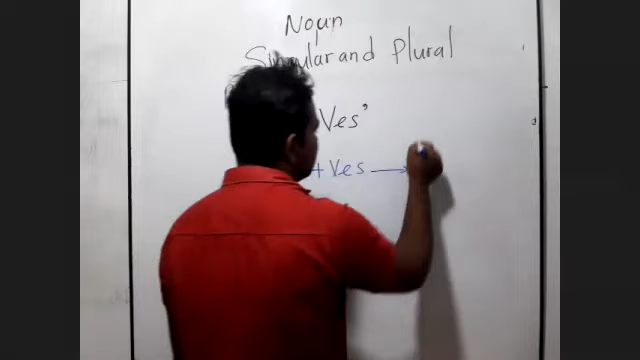 Noun
Singular and Plural
Ves'
+ Ves →